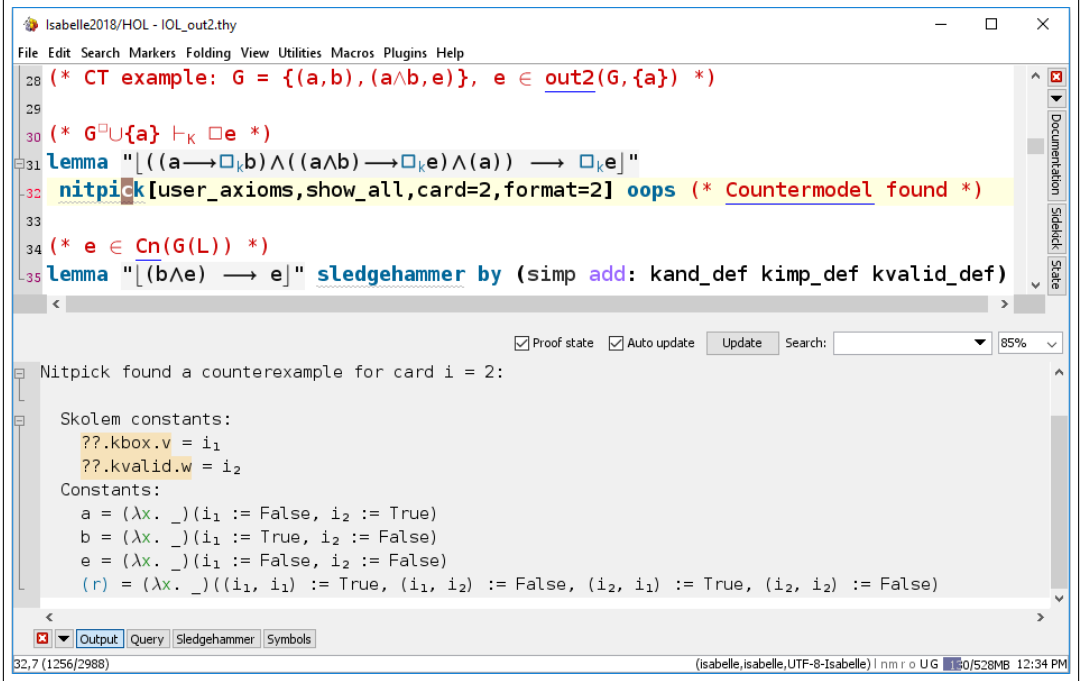 Isabelle2018/HOL - IOL_out2.thy
File Edit Search Markers Folding View Utilities Macros Plugins Help
28 (* CT example: G = {(a,b),(a∧b,e)}, e ∈ out2(G,{a}) *)
29
30 (* G□∪{a} ⊢K □e *)
31 lemma "⌊((a⟶□ₖb)∧((a∧b)⟶□ₖe)∧(a)) ⟶ □ₖe⌋"
32 nitpick[user_axioms,show_all,card=2,format=2] oops (* Countermodel found *)
33
34 (* e ∈ Cn(G(L)) *)
35 lemma "⌊(b∧e) ⟶ e⌋" sledgehammer by (simp add: kand_def kimp_def kvalid_def)
Documentation
Sidekick
State
Proof state Auto update Update Search: 85%
Nitpick found a counterexample for card i = 2:
Skolem constants:
??.kbox.v = i₁
??.kvalid.w = i₂
Constants:
a = (λx. _)(i₁ := False, i₂ := True)
b = (λx. _)(i₁ := True, i₂ := False)
e = (λx. _)(i₁ := False, i₂ := False)
(r) = (λx. _)((i₁, i₁) := True, (i₁, i₂) := False, (i₂, i₁) := True, (i₂, i₂) := False)
Output Query Sledgehammer Symbols
32,7 (1256/2988) (isabelle,isabelle,UTF-8-Isabelle) | n m r o U G 130/528MB 12:34 PM